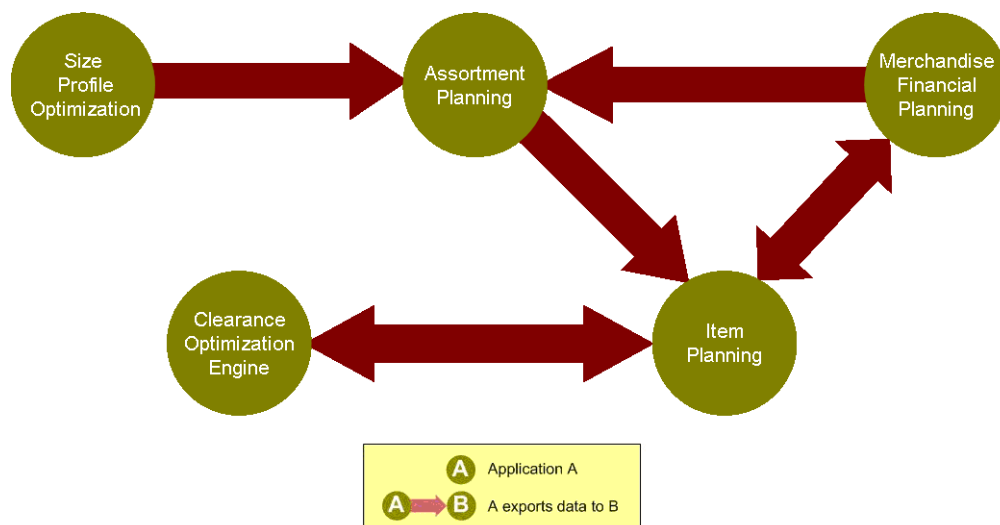 Size
Profile
Optimization
Assortment
Planning
Merchandise
Financial
Planning
Clearance
Optimization
Engine
Item
Planning
A Application A
A B A exports data to B